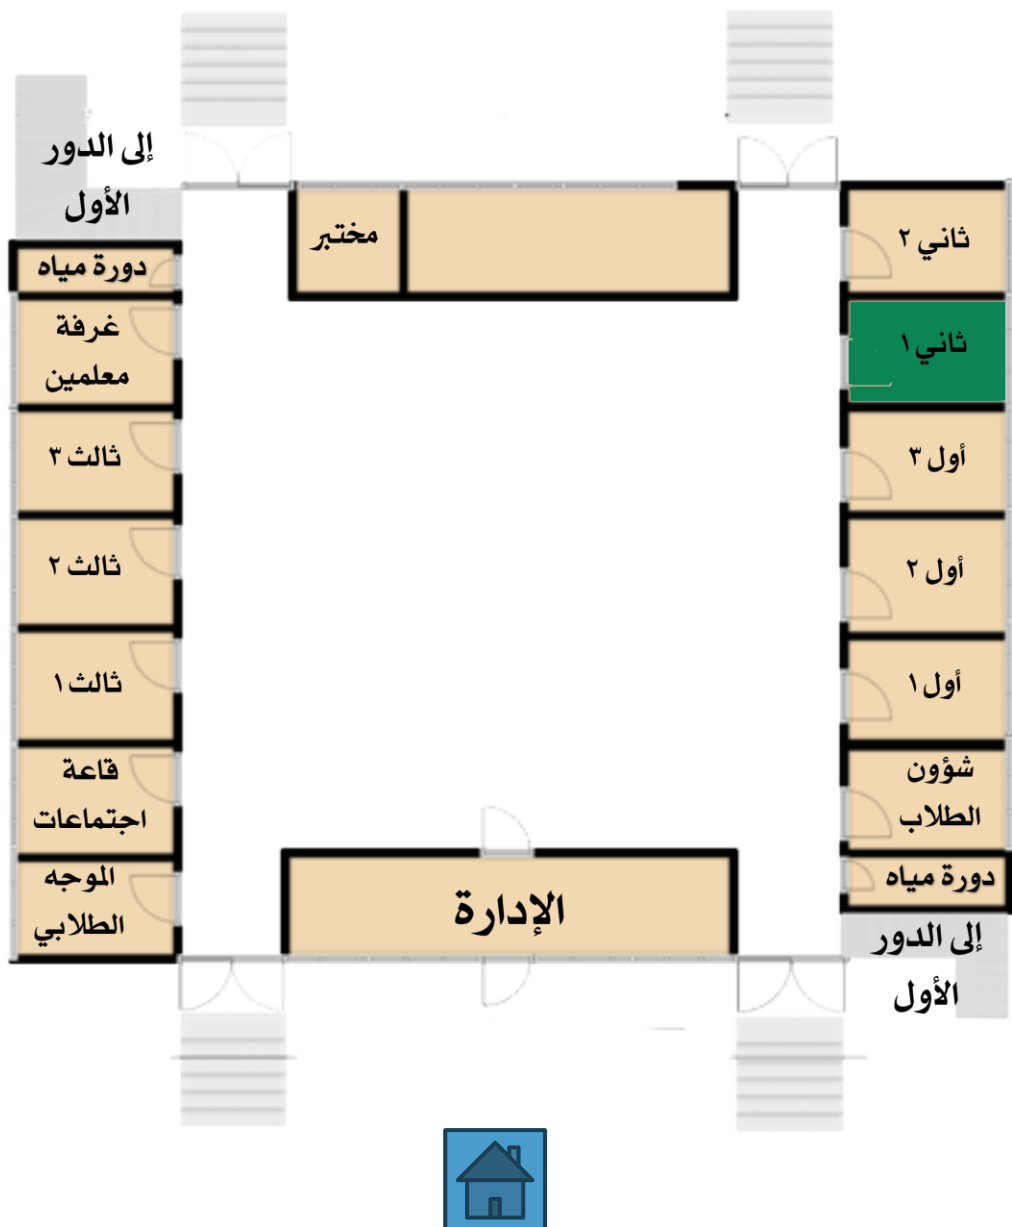 إلى الدور
الأول
مختبر
ثاني ٢
دورة مياه
غرفة
معلمين
ثاني ١
ثالث ٣
أول ٣
ثالث ٢
أول ٢
ثالث ١
أول ١
قاعة
اجتماعات
شؤون
الطلاب
الموجه
الطلابي
الإدارة
دورة مياه
إلى الدور
الأول